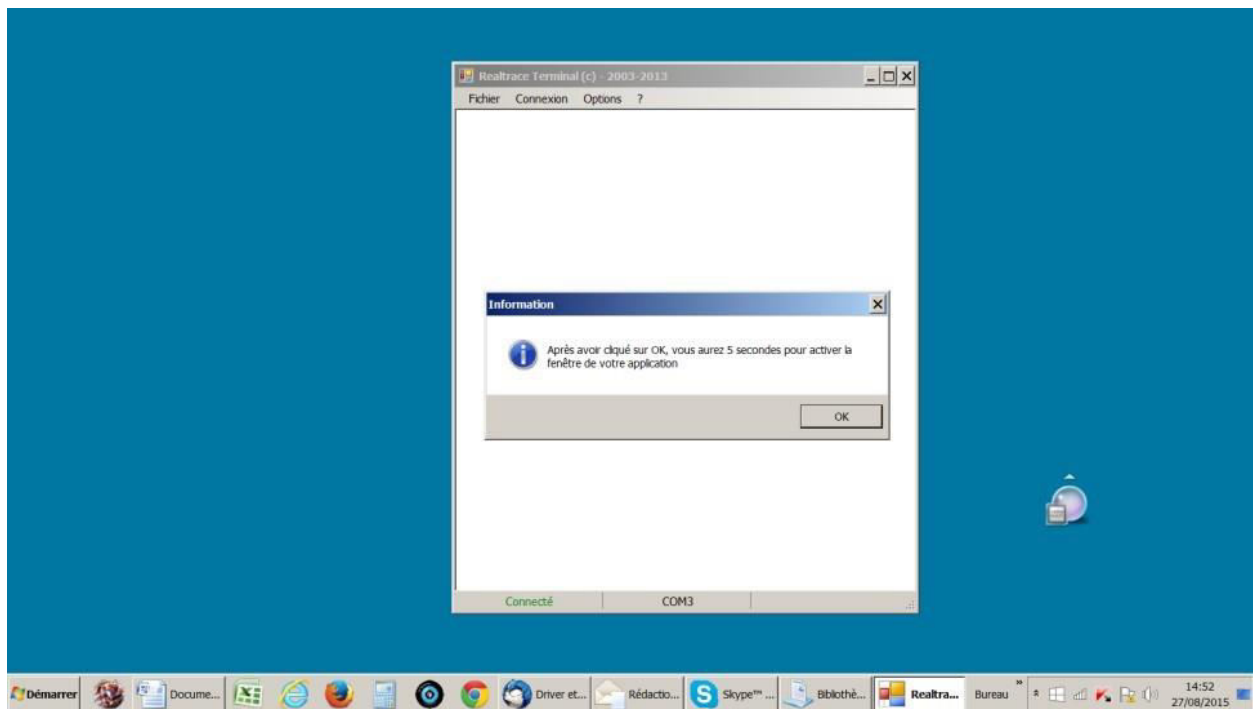 Realtrace Terminal (c) - 2003-2013
Fichier Connexion Options ?
Information
Après avoir cliqué sur OK, vous aurez 5 secondes pour activer la
fenêtre de votre application
OK
Connecté COM3
Démarrer Docume... Driver et... Rédactio... Skype™ ... Bibliothè... Realtra... Bureau 14:52
27/08/2015